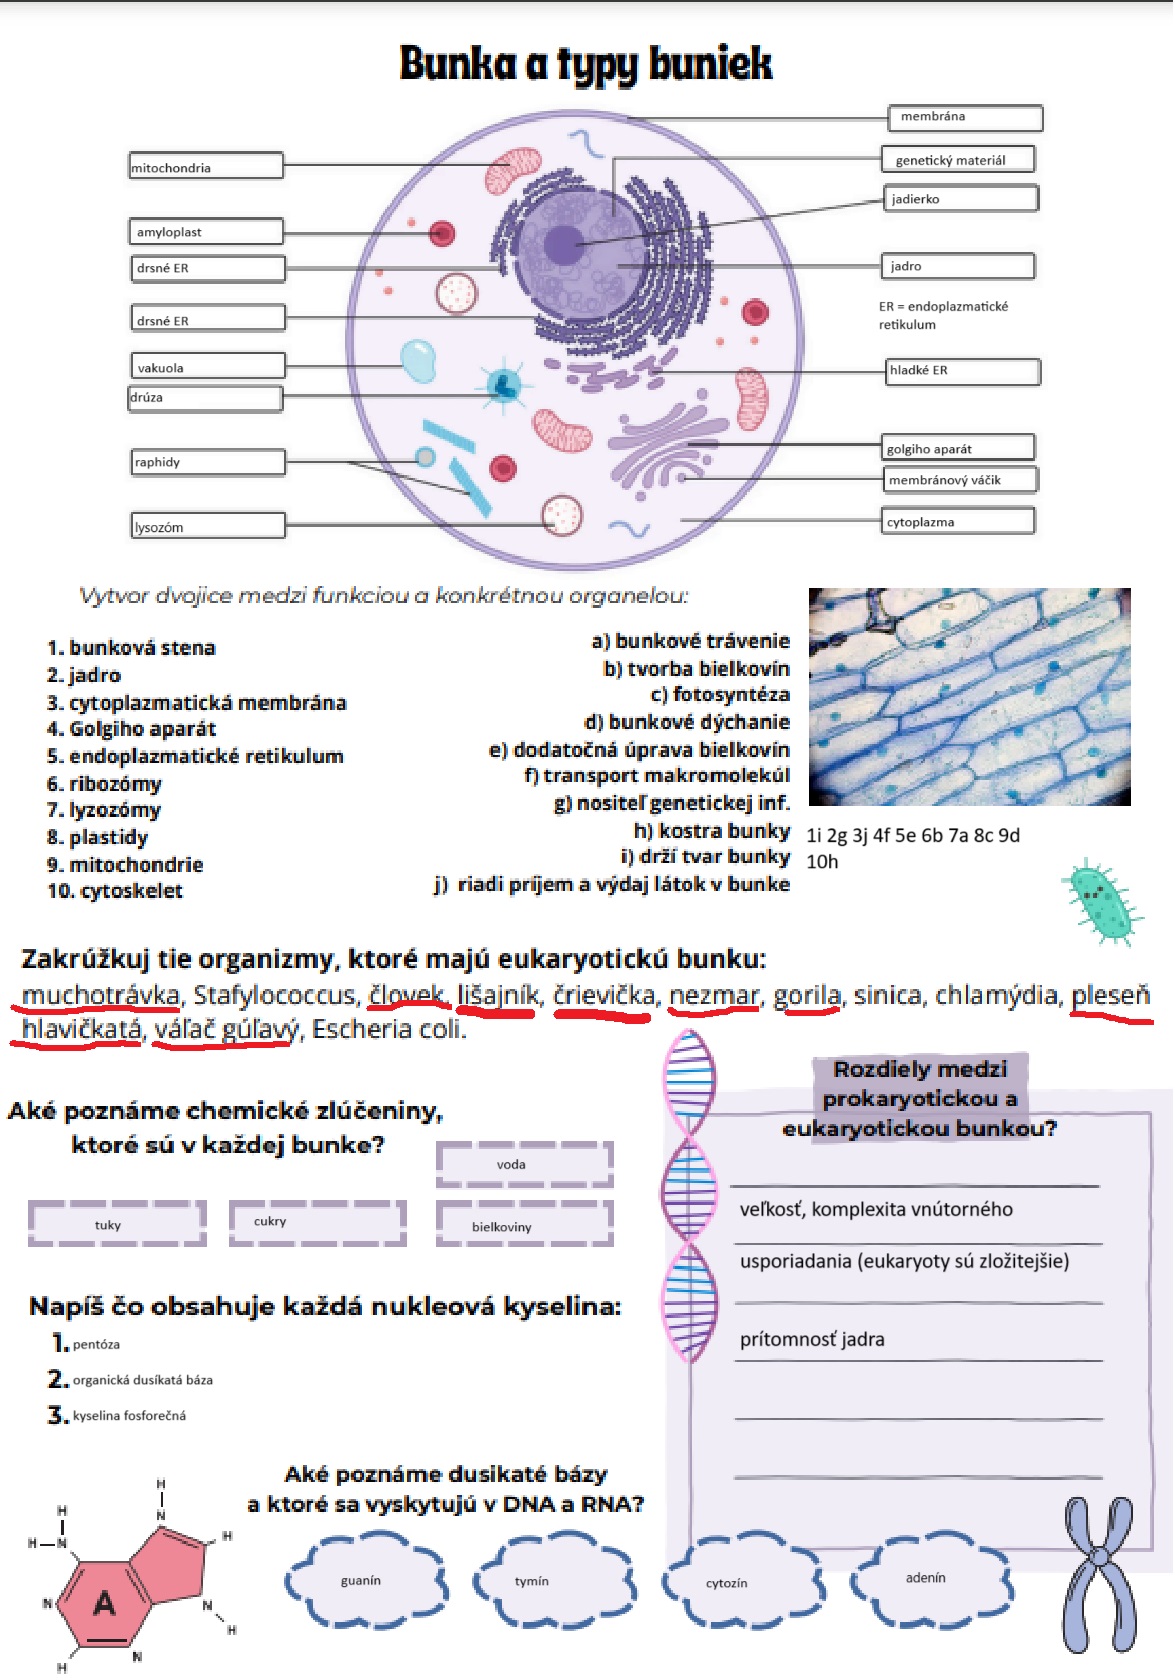 Bunka a typy buniek
membrána
mitochondria
genetický materiál
jadierko
amyloplast
drsné ER
jadro
ER = endoplazmatické
retikulum
drsné ER
vakuola
hladké ER
drúza
golgiho aparát
raphidy
membránový váčik
lysozóm
cytoplazma
Vytvor dvojice medzi funkciou a konkrétnou organelou:
1. bunková stena
2. jadro
3. cytoplazmatická membrána
4. Golgiho aparát
5. endoplazmatické retikulum
6. ribozómy
7. lyzozómy
8. plastidy
9. mitochondrie
10. cytoskelet
a) bunkové trávenie
b) tvorba bielkovín
c) fotosyntéza
d) bunkové dýchanie
e) dodatočná úprava bielkovín
f) transport makromolekúl
g) nositeľ genetickej inf.
h) kostra bunky
i) drží tvar bunky
j) riadi príjem a výdaj látok v bunke
1i 2g 3j 4f 5e 6b 7a 8c 9d
10h
Zakrúžkuj tie organizmy, ktoré majú eukaryotickú bunku:
muchotrávka, Stafylococcus, človek, lišajník, črievička, nezmar, gorila, sinica, chlamýdia, pleseň
hlavičkatá, váľač gúľavý, Escheria coli.
Aké poznáme chemické zlúčeniny,
ktoré sú v každej bunke?
voda
tuky
cukry
bielkoviny
Napíš čo obsahuje každá nukleová kyselina:
1. pentóza
2. organická dusíkatá báza
3. kyselina fosforečná
Rozdiely medzi
prokaryotickou a
eukaryotickou bunkou?
veľkosť, komplexita vnútorného
usporiadania (eukaryoty sú zložitejšie)
prítomnosť jadra
Aké poznáme dusikaté bázy
a ktoré sa vyskytujú v DNA a RNA?
guanín
tymín
cytozín
adenín
H
H
N
H
H N
N
A
N
H
H
N
H